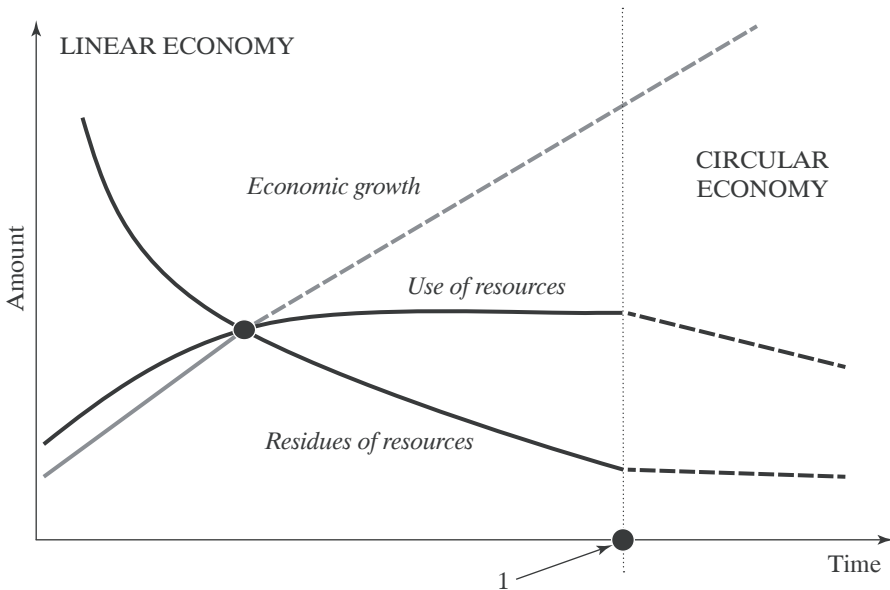 LINEAR ECONOMY
CIRCULAR
ECONOMY
Economic growth
Amount
Use of resources
Residues of resources
Time
1